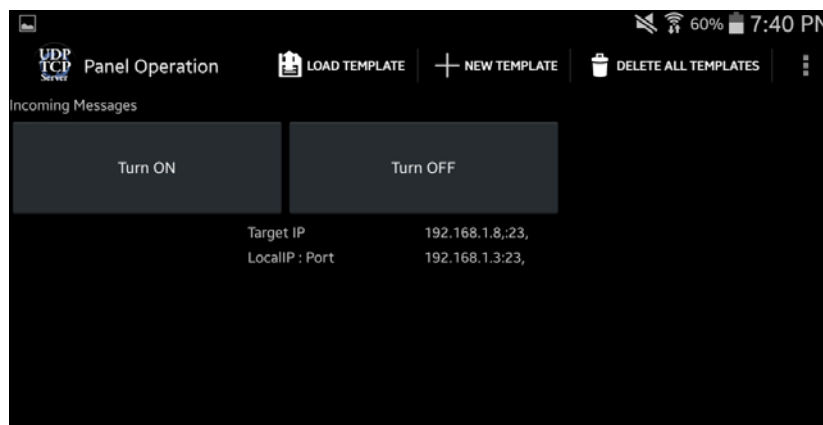 60% 7:40 PM
UDP
TCP
Server
Panel Operation
LOAD TEMPLATE
NEW TEMPLATE
DELETE ALL TEMPLATES
Incoming Messages
Turn ON
Turn OFF
Target IP 192.168.1.8,:23,
LocalIP : Port 192.168.1.3:23,